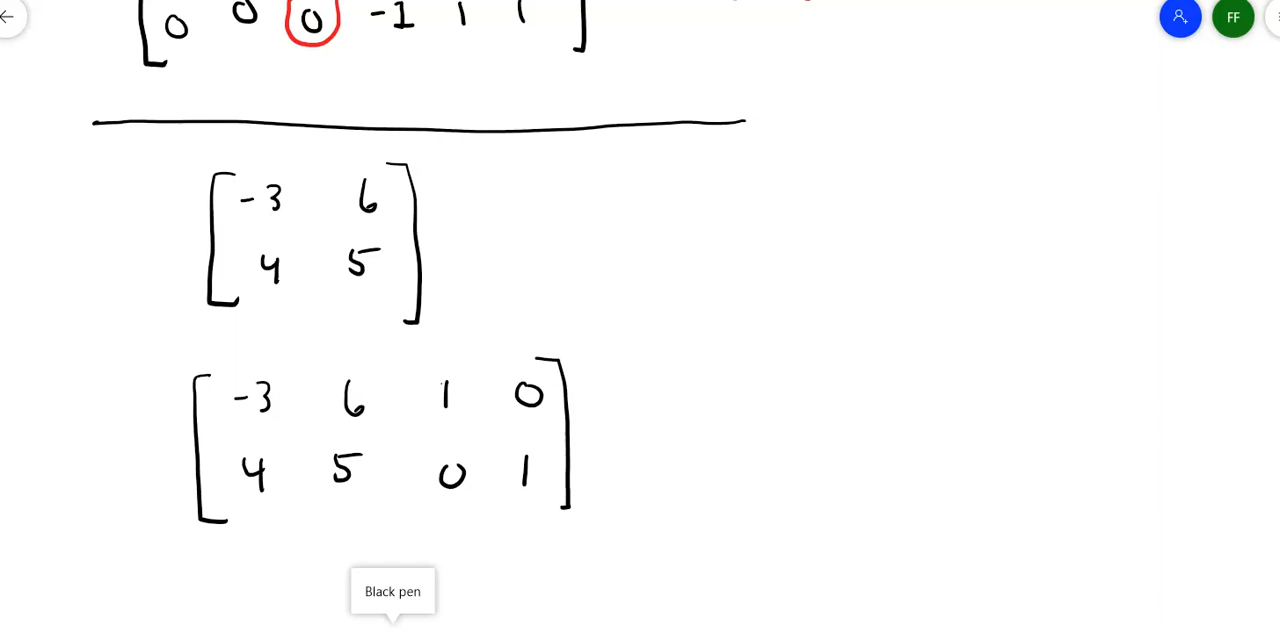 0 0 0 -1 1 1
FF
-3 6
4 5
-3 6 1 0
4 5 0 1
Black pen